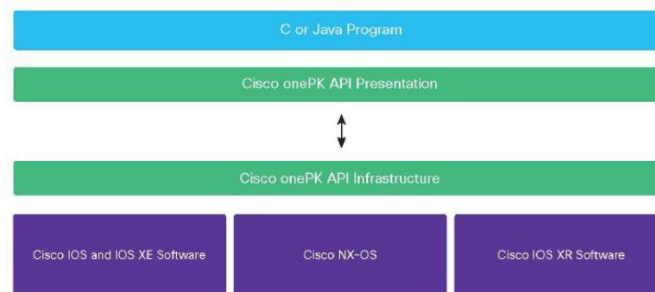 C or Java Program
Cisco onePK API Presentation
Cisco onePK API Infrastructure
Cisco IOS and IOS XE Software
Cisco NX-OS
Cisco IOS XR Software